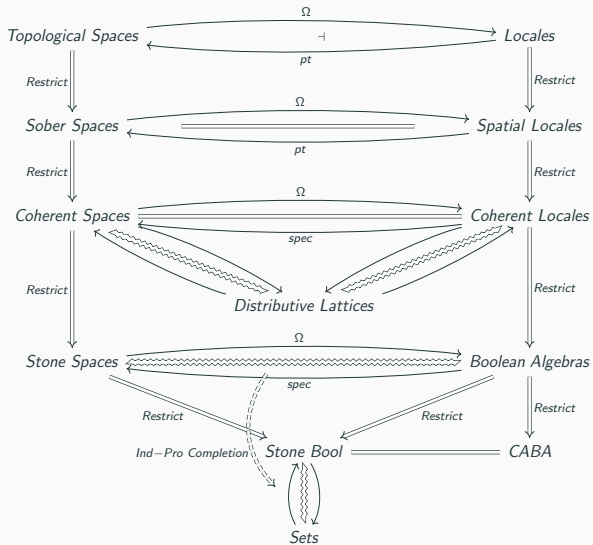 Ω
Topological Spaces ⊣ Locales
pt
Restrict Restrict
Ω
Sober Spaces Spatial Locales
pt
Restrict Restrict
Ω
Coherent Spaces Coherent Locales
spec
Restrict Restrict
Distributive Lattices
Ω
Stone Spaces Boolean Algebras
spec
Restrict Restrict Restrict
Ind−Pro Completion Stone Bool CABA
Sets